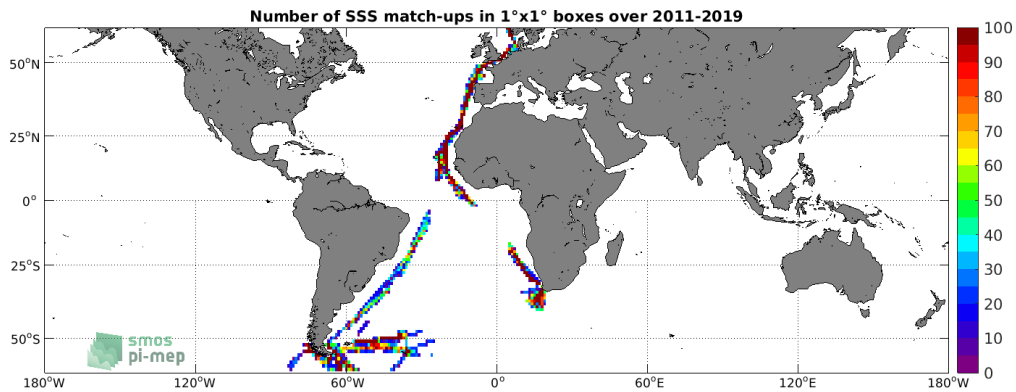 Number of SSS match-ups in 1°x1° boxes over 2011-2019
100
90
80
70
60
50
40
30
20
10
0
50°N
25°N
0°
25°S
50°S
smos
pi-mep
180°W
120°W
60°W
0°
60°E
120°E
180°W